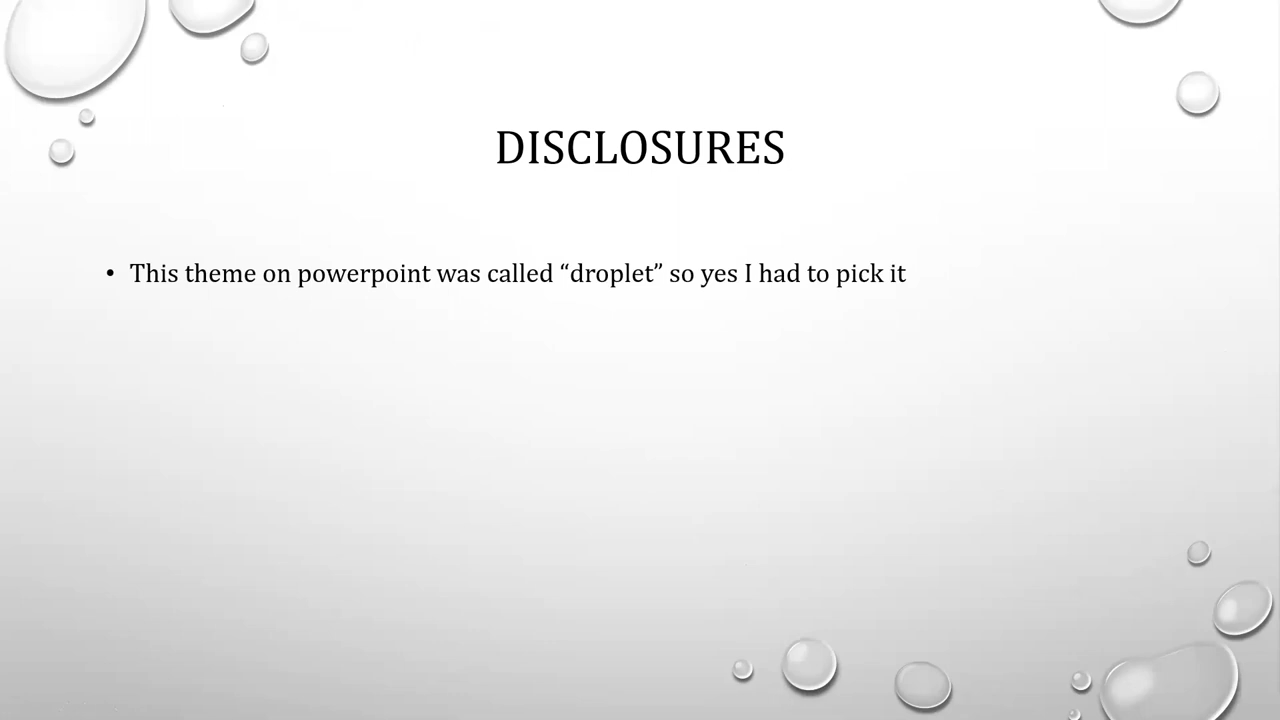 DISCLOSURES
• This theme on powerpoint was called “droplet” so yes I had to pick it